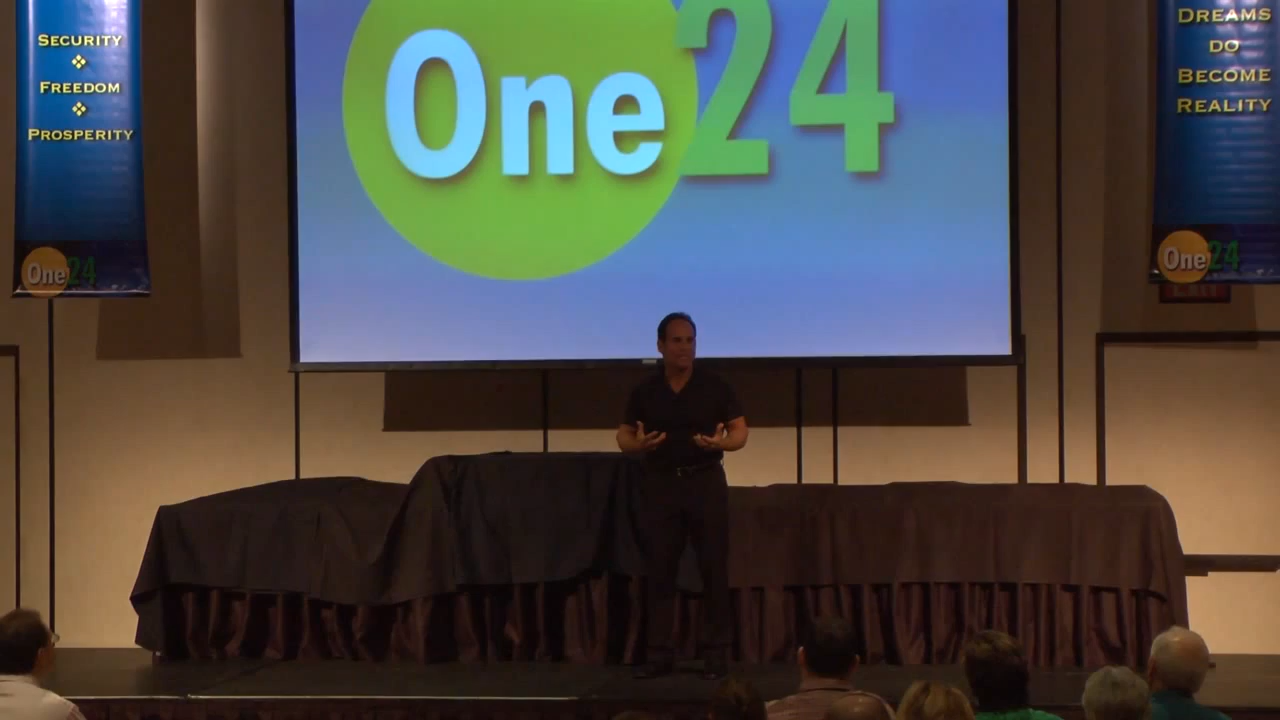 SECURITY
FREEDOM
PROSPERITY
One24
One24
DREAMS
DO
BECOME
REALITY
One24